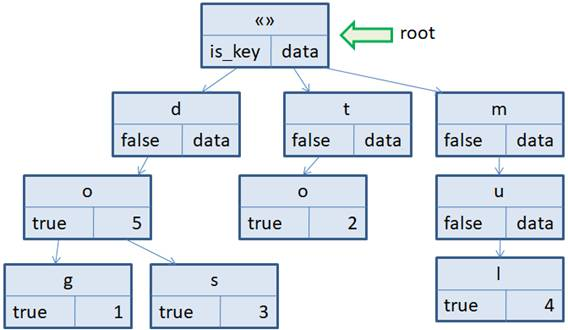 «»
is_key data
root
d t m
false data false data false data
o o u
true 5 true 2 false data
g s l
true 1 true 3 true 4